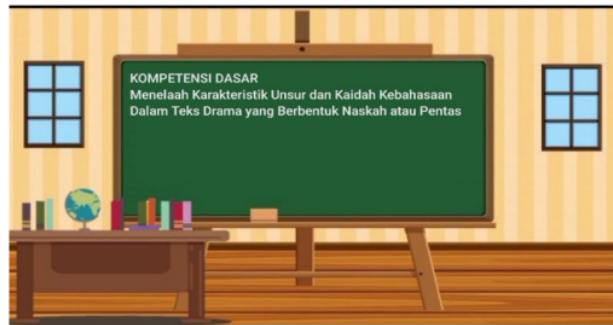 KOMPETENSI DASAR
Menelaah Karakteristik Unsur dan Kaidah Kebahasaan
Dalam Teks Drama yang Berbentuk Naskah atau Pentas